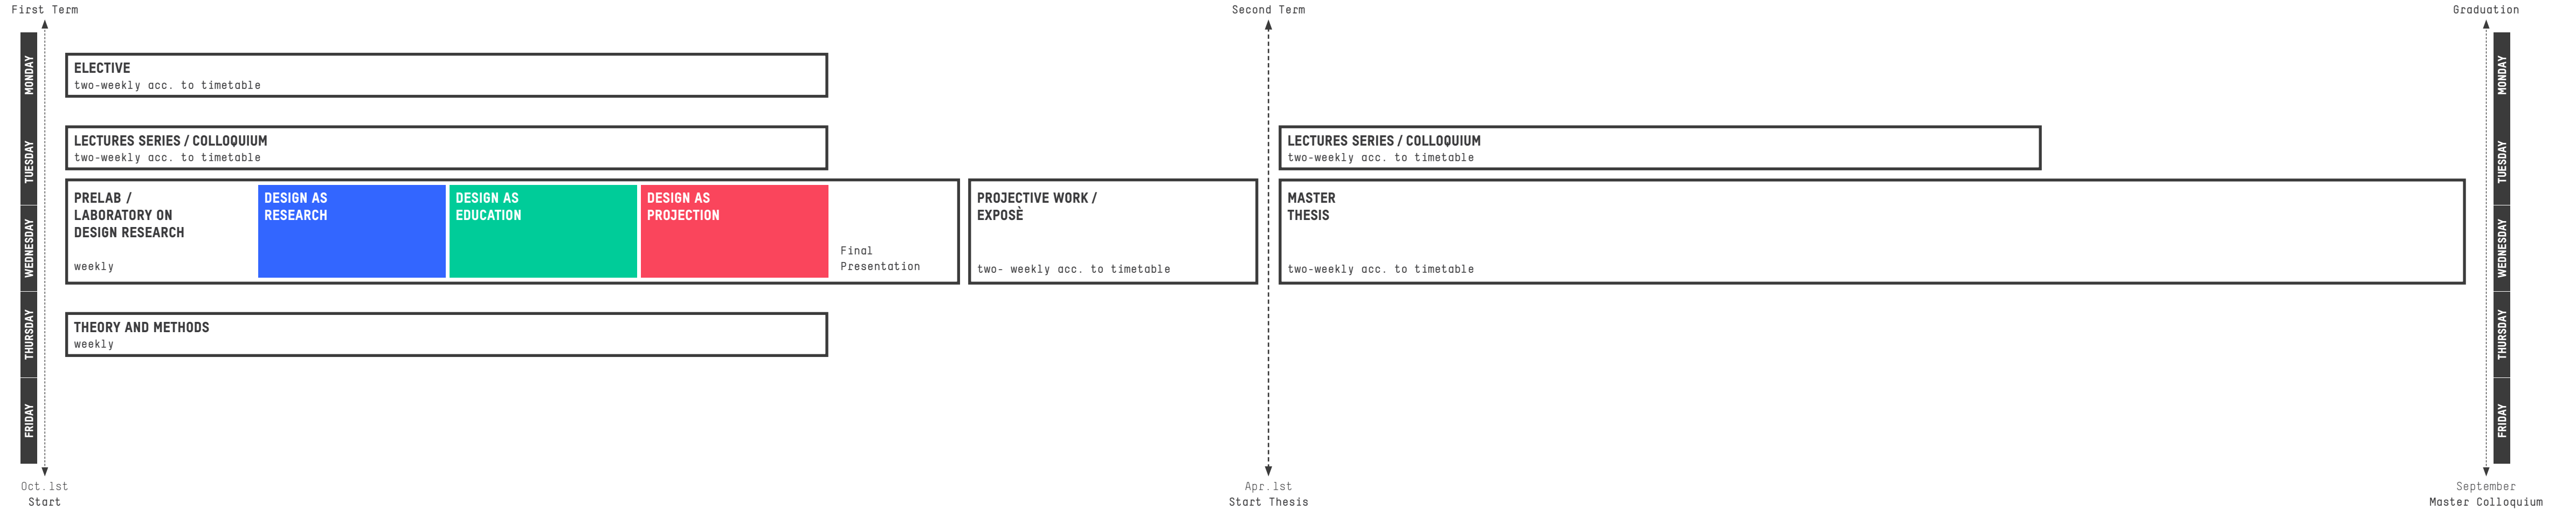 First Term
Second Term
Graduation
MONDAY
TUESDAY
WEDNESDAY
THURSDAY
FRIDAY
ELECTIVE
two-weekly acc. to timetable
LECTURES SERIES / COLLOQUIUM
two-weekly acc. to timetable
PRELAB /
LABORATORY ON
DESIGN RESEARCH
weekly
DESIGN AS
RESEARCH
DESIGN AS
EDUCATION
DESIGN AS
PROJECTION
Final
Presentation
PROJECTIVE WORK /
EXPOSÈ
two- weekly acc. to timetable
THEORY AND METHODS
weekly
LECTURES SERIES / COLLOQUIUM
two-weekly acc. to timetable
MASTER
THESIS
two-weekly acc. to timetable
MONDAY
TUESDAY
WEDNESDAY
THURSDAY
FRIDAY
Oct.1st
Start
Apr.1st
Start Thesis
September
Master Colloquium